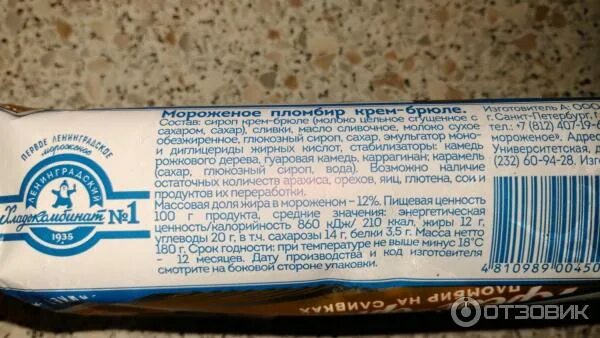 ПЕРВОЕ ЛЕНИНГРАДСКОЕ
мороженое
ЛЕНИНГРАДСКИЙ
Хладокомбинат №1
1935
Мороженое пломбир крем-брюле.
Состав: сироп крем-брюле (молоко цельное сгущенное с
сахаром, сахар), сливки, масло сливочное, молоко сухое
обезжиренное, глюкозный сироп, сахар, эмульгатор моно-
и диглицериды жирных кислот, стабилизаторы: камедь
рожкового дерева, гуаровая камедь, каррагинан; карамель
(сахар, глюкозный сироп, вода). Возможно наличие
остаточных количеств арахиса, орехов, яиц, глютена, сои,
продуктов их переработки.
Массовая доля жира в мороженом – 12%. Пищевая ценность
100 г продукта, средние значения: энергетическая
ценность/калорийность 860 кДж/ 210 ккал, жиры 12 г,
углеводы 20 г, в т.ч. сахарозы 14 г, белки 3,5 г. Масса нетто
180 г. Срок годности: при температуре не выше минус 18°С
– 12 месяцев. Дату производства и код изготовителя
смотрите на боковой стороне упаковки.
Изготовитель А: ООО
г. Санкт-Петербург,
тел.: +7 (812) 407-19-6
мороженое». Адрес
Университетская, д
(232) 60-94-28. Изго
4 810989 00450
ПЛОМБИР НА СЛИВКАХ
ОТЗОВИК